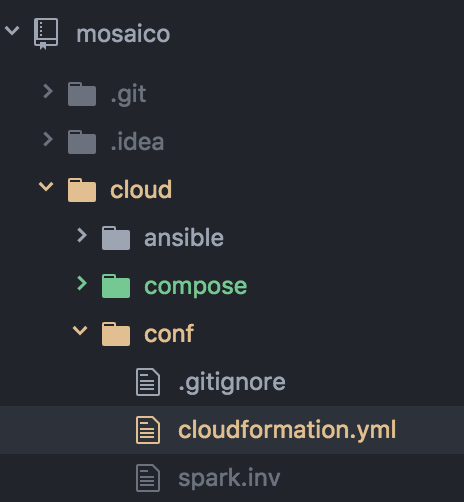 mosaico
.git
.idea
cloud
ansible
compose
conf
.gitignore
cloudformation.yml
spark.inv